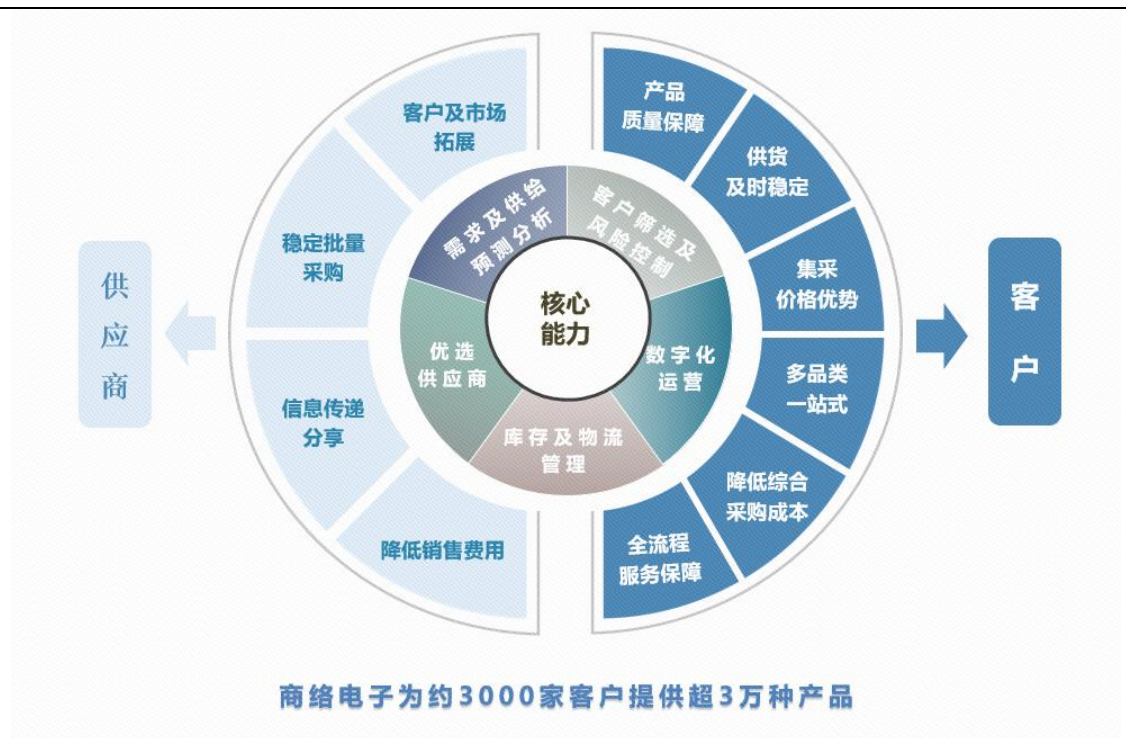 供
应
商
客户及市场
拓展
稳定批量
采购
信息传递
分享
降低销售费用
需求及供给
预测分析
客户筛选及
风险控制
优选
供应商
数字化
运营
库存及物流
管理
核心
能力
产品
质量保障
供货
及时稳定
集采
价格优势
多品类
一站式
降低综合
采购成本
全流程
服务保障
客
户
商络电子为约3000家客户提供超3万种产品